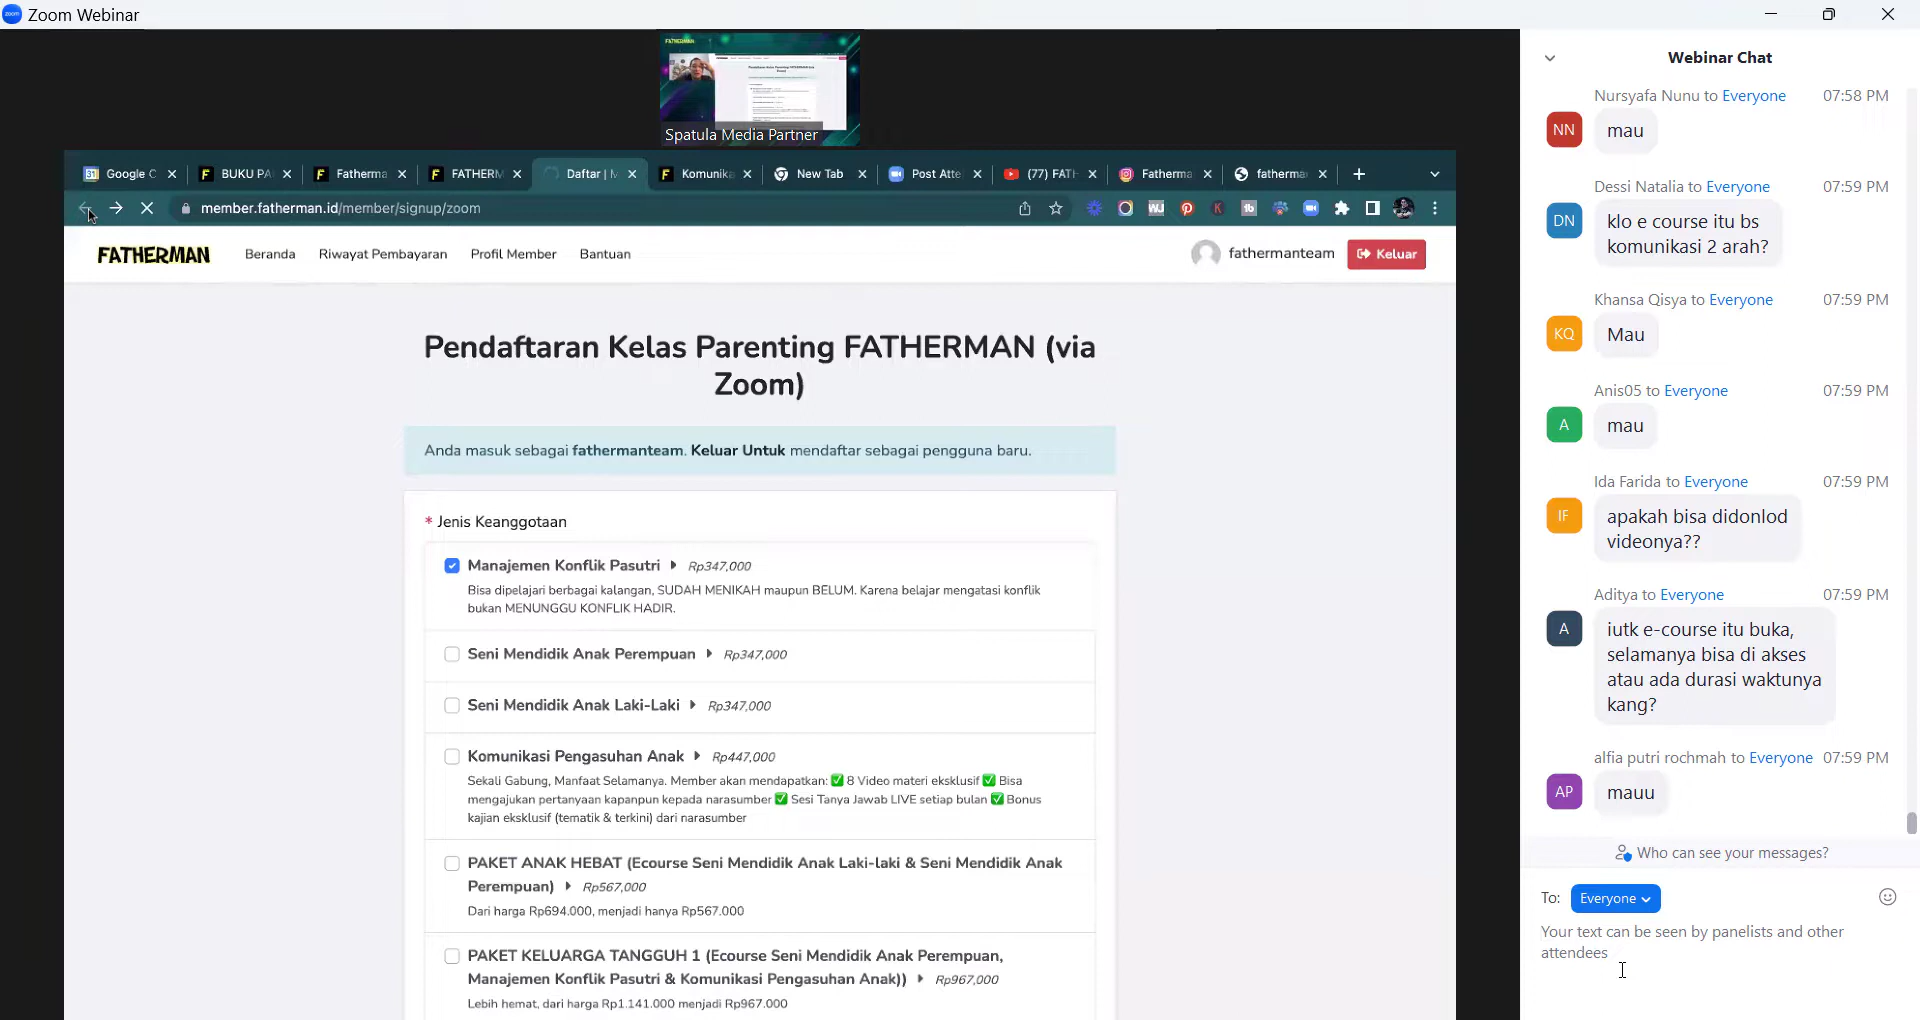 Zoom Webinar
FATHERMAN
Spatula Media Partner
31 Google C
BUKU PA
Fatherma
FATHERM
Daftar | M
Komunika
New Tab
Post Atte
(77) FATH
Fatherma
fatherma
member.fatherman.id/member/signup/zoom
FATHERMAN
Beranda
Riwayat Pembayaran
Profil Member
Bantuan
fathermanteam
Keluar
Pendaftaran Kelas Parenting FATHERMAN (via
Zoom)
Anda masuk sebagai fathermanteam. Keluar Untuk mendaftar sebagai pengguna baru.
* Jenis Keanggotaan
Manajemen Konflik Pasutri Rp347,000
Bisa dipelajari berbagai kalangan, SUDAH MENIKAH maupun BELUM. Karena belajar mengatasi konflik
bukan MENUNGGU KONFLIK HADIR.
Seni Mendidik Anak Perempuan Rp347,000
Seni Mendidik Anak Laki-Laki Rp347,000
Komunikasi Pengasuhan Anak Rp447,000
Sekali Gabung, Manfaat Selamanya. Member akan mendapatkan: ✅ 8 Video materi eksklusif ✅ Bisa
mengajukan pertanyaan kapanpun kepada narasumber ✅ Sesi Tanya Jawab LIVE setiap bulan ✅ Bonus
kajian eksklusif (tematik & terkini) dari narasumber
PAKET ANAK HEBAT (Ecourse Seni Mendidik Anak Laki-laki & Seni Mendidik Anak
Perempuan) Rp567,000
Dari harga Rp694.000, menjadi hanya Rp567.000
PAKET KELUARGA TANGGUH 1 (Ecourse Seni Mendidik Anak Perempuan,
Manajemen Konflik Pasutri & Komunikasi Pengasuhan Anak)) Rp967,000
Lebih hemat, dari harga Rp1.141.000 menjadi Rp967.000
Webinar Chat
Nursyafa Nunu to Everyone 07:58 PM
NN
mau
Dessi Natalia to Everyone 07:59 PM
DN
klo e course itu bs
komunikasi 2 arah?
Khansa Qisya to Everyone 07:59 PM
KQ
Mau
Anis05 to Everyone 07:59 PM
A
mau
Ida Farida to Everyone 07:59 PM
IF
apakah bisa didonlod
videonya??
Aditya to Everyone 07:59 PM
A
iutk e-course itu buka,
selamanya bisa di akses
atau ada durasi waktunya
kang?
alfia putri rochmah to Everyone 07:59 PM
AP
mauu
Who can see your messages?
To: Everyone
Your text can be seen by panelists and other
attendees